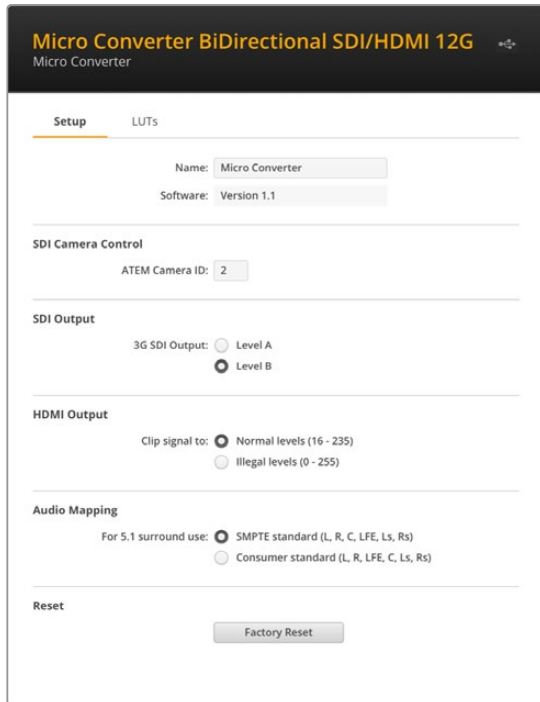 Micro Converter BiDirectional SDI/HDMI 12G
Micro Converter
Setup LUTs
Name: Micro Converter
Software: Version 1.1
SDI Camera Control
ATEM Camera ID: 2
SDI Output
3G SDI Output: Level A
Level B
HDMI Output
Clip signal to: Normal levels (16 - 235)
Illegal levels (0 - 255)
Audio Mapping
For 5.1 surround use: SMPTE standard (L, R, C, LFE, Ls, Rs)
Consumer standard (L, R, LFE, C, Ls, Rs)
Reset
Factory Reset